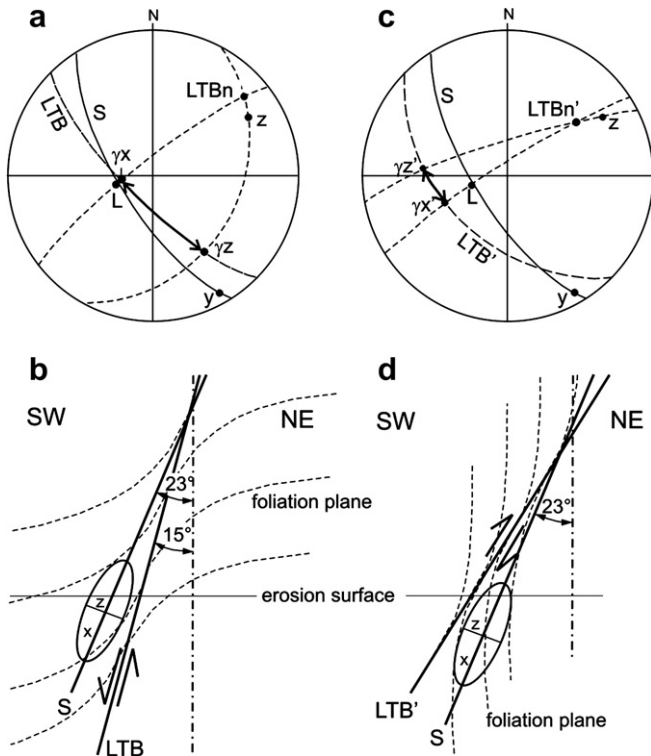 a
N
LTB
S
LTBn
z
γx
L
γz
y
c
N
S
LTBn'
z
γz'
L
γx'
LTB'
y
b
SW
NE
23°
foliation plane
15°
erosion surface
z
x
S
LTB
d
SW
NE
23°
z
x
LTB'
S
foliation plane